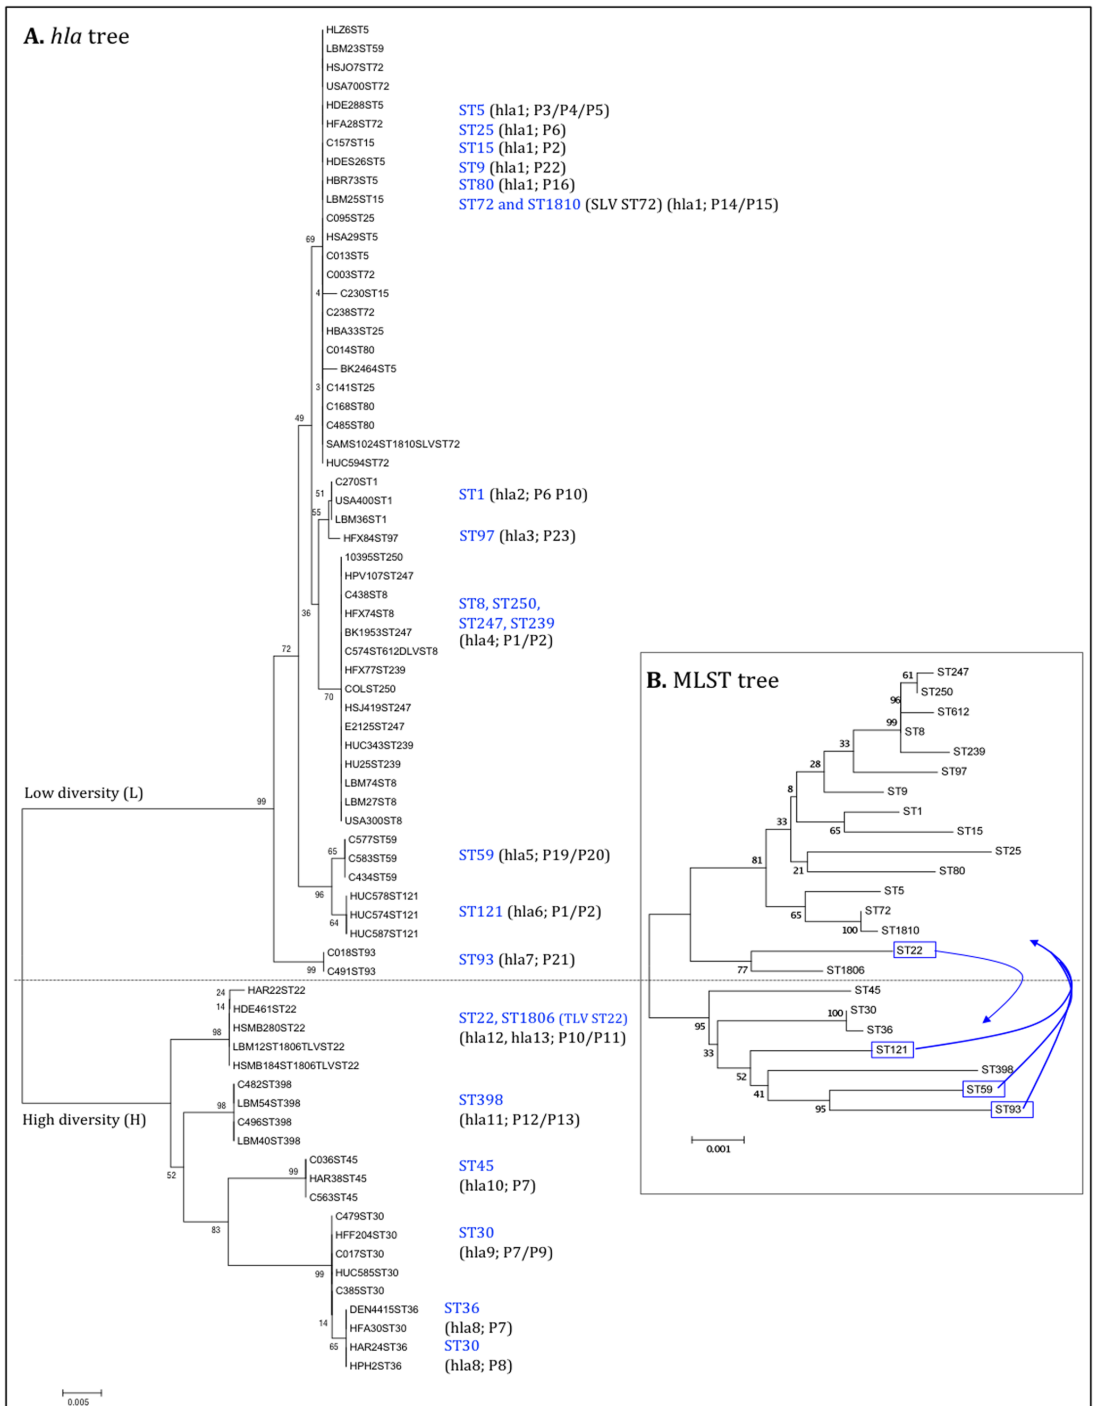 A. hla tree
HLZ6ST5
LBM23ST59
HSJO7ST72
USA700ST72
HDE288ST5
HFA28ST72
C157ST15
HDES26ST5
HBR73ST5
LBM25ST15
C095ST25
HSA29ST5
C013ST5
C003ST72
C230ST15
C238ST72
HBA33ST25
C014ST80
BK2464ST5
C141ST25
C168ST80
C485ST80
SAMS1024ST1810SLVST72
HUC594ST72
C270ST1
USA400ST1
LBM36ST1
HFX84ST97
10395ST250
HPV107ST247
C438ST8
HFX74ST8
BK1953ST247
C574ST612DLVST8
HFX77ST239
COLST250
HSJ419ST247
E2125ST247
HUC343ST239
HU25ST239
LBM74ST8
LBM27ST8
USA300ST8
C577ST59
C583ST59
C434ST59
HUC578ST121
HUC574ST121
HUC587ST121
C018ST93
C491ST93
HAR22ST22
HDE461ST22
HSMB280ST22
LBM12ST1806TLVST22
HSMB184ST1806TLVST22
C482ST398
LBM54ST398
C496ST398
LBM40ST398
C036ST45
HAR38ST45
C563ST45
C479ST30
HFF204ST30
C017ST30
HUC585ST30
C385ST30
DEN4415ST36
HFA30ST30
HAR24ST36
HPH2ST36
69
4
3
49
51
55
36
70
72
99
65
96
64
99
24
14
98
98
52
99
83
99
14
65
Low diversity (L)
High diversity (H)
0.005
ST5 (hla1; P3/P4/P5)
ST25 (hla1; P6)
ST15 (hla1; P2)
ST9 (hla1; P22)
ST80 (hla1; P16)
ST72 and ST1810 (SLV ST72) (hla1; P14/P15)
ST1 (hla2; P6 P10)
ST97 (hla3; P23)
ST8, ST250,
ST247, ST239
(hla4; P1/P2)
ST59 (hla5; P19/P20)
ST121 (hla6; P1/P2)
ST93 (hla7; P21)
ST22, ST1806 (TLV ST22)
(hla12, hla13; P10/P11)
ST398
(hla11; P12/P13)
ST45
(hla10; P7)
ST30
(hla9; P7/P9)
ST36
(hla8; P7)
ST30
(hla8; P8)
B. MLST tree
ST247
ST250
ST612
ST8
ST239
ST97
ST9
ST1
ST15
ST25
ST80
ST5
ST72
ST1810
ST22
ST1806
ST45
ST30
ST36
ST121
ST398
ST59
ST93
61
96
99
33
28
8
33
65
21
81
65
100
77
100
95
33
52
41
95
0.001